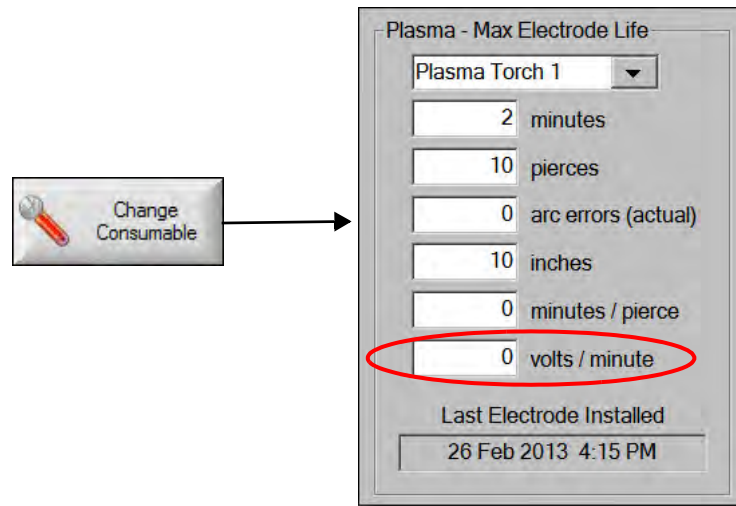 Change
Consumable
Plasma - Max Electrode Life
Plasma Torch 1
2 minutes
10 pierces
0 arc errors (actual)
10 inches
0 minutes / pierce
0 volts / minute
Last Electrode Installed
26 Feb 2013 4:15 PM